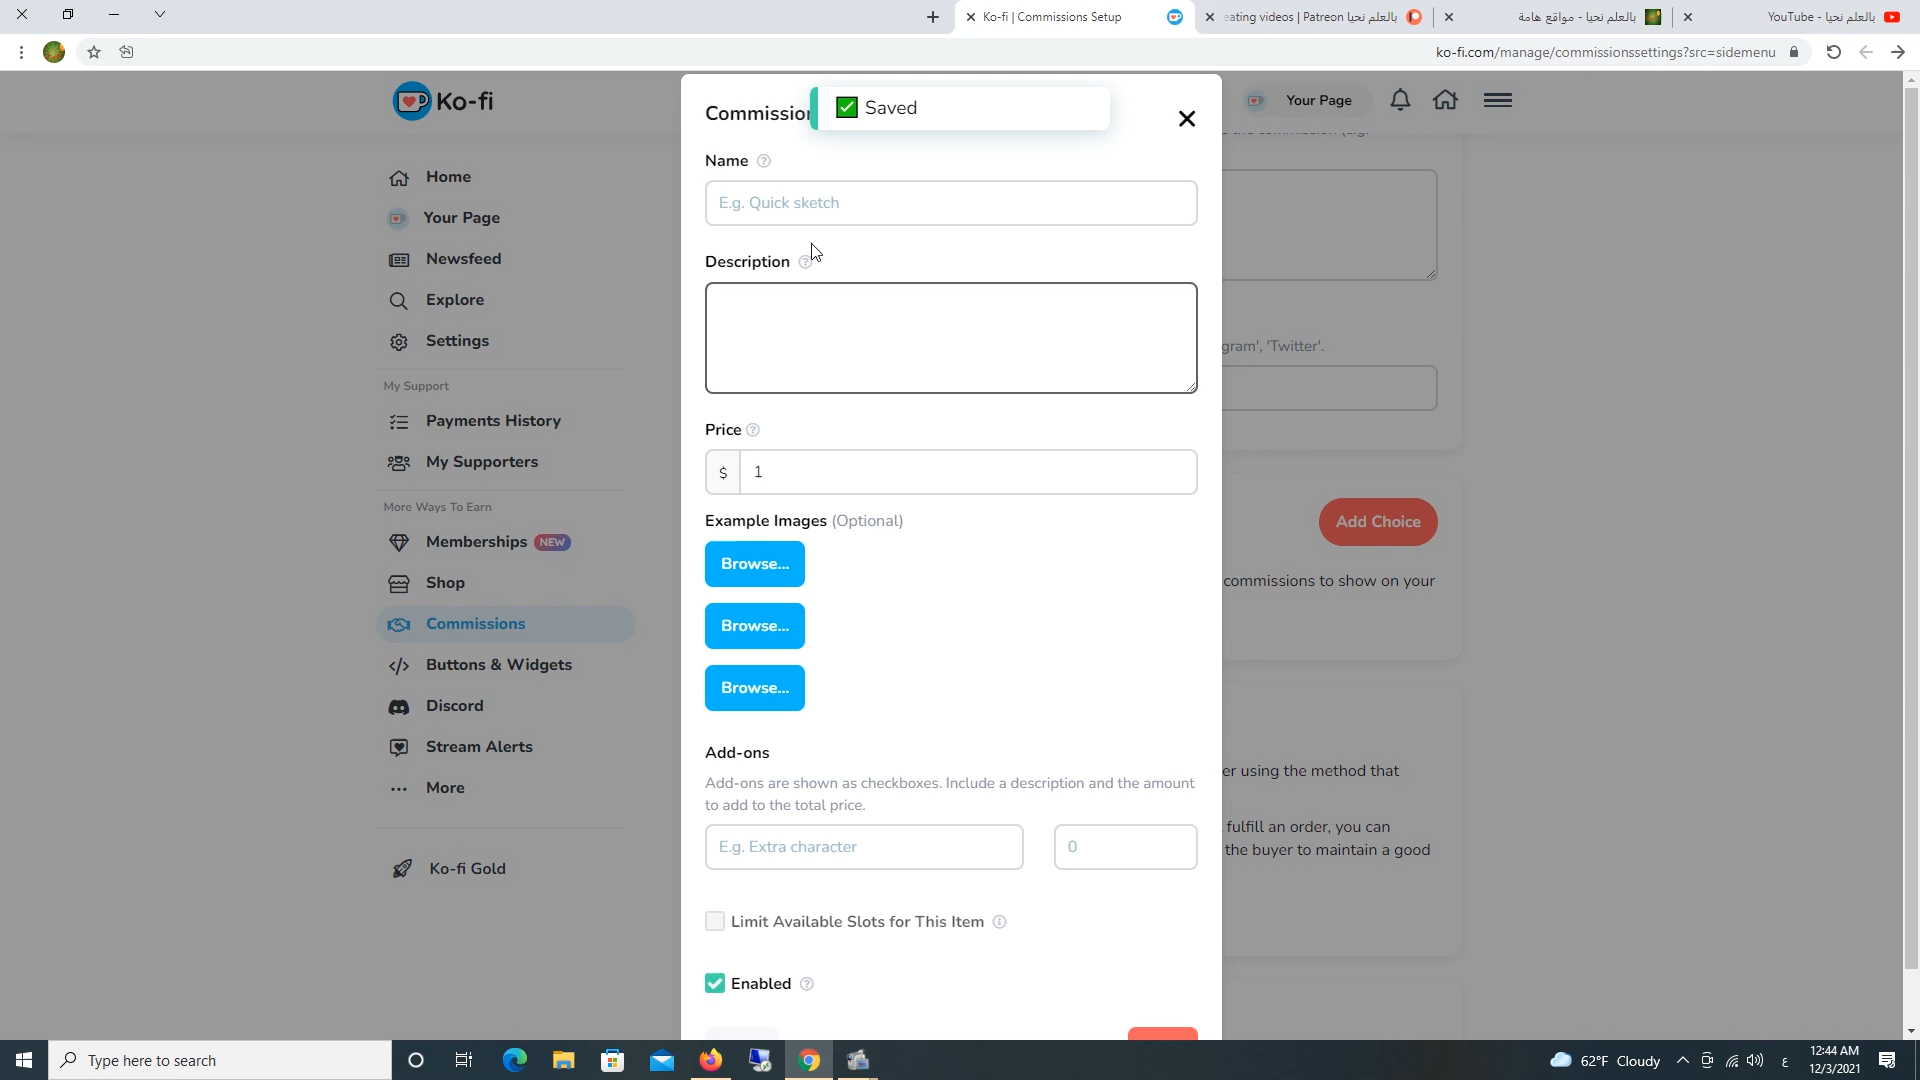 Ko-fi | Commissions Setup
eating videos | Patreon بالعلم نحيا
بالعلم نحيا - مواقع هامة
YouTube - بالعلم نحيا
ko-fi.com/manage/commissionssettings?src=sidemenu
Ko-fi
Your Page
Home
Your Page
Newsfeed
Explore
Settings
My Support
Payments History
My Supporters
More Ways To Earn
Memberships NEW
Shop
Commissions
Buttons & Widgets
Discord
Stream Alerts
More
Ko-fi Gold
Commission
Saved
Name
E.g. Quick sketch
Description
Price
$ 1
Example Images (Optional)
Browse...
Browse...
Browse...
Add-ons
Add-ons are shown as checkboxes. Include a description and the amount
to add to the total price.
E.g. Extra character
0
Limit Available Slots for This Item
Enabled
gram', 'Twitter'.
Add Choice
commissions to show on your
er using the method that
fulfill an order, you can
the buyer to maintain a good
Type here to search
62°F Cloudy
ع
12:44 AM
12/3/2021